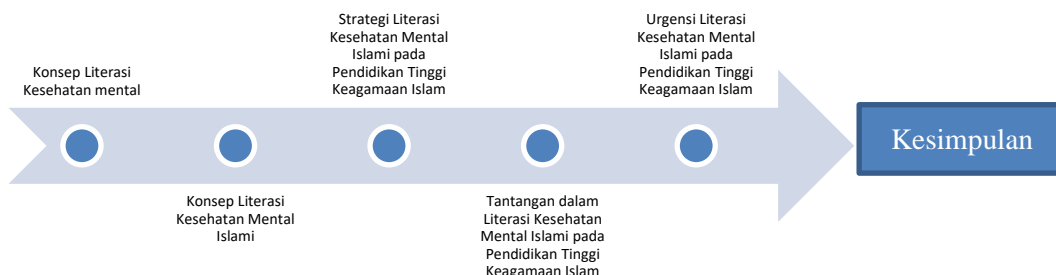 Konsep Literasi
Kesehatan mental
Konsep Literasi
Kesehatan Mental
Islami
Strategi Literasi
Kesehatan Mental
Islami pada
Pendidikan Tinggi
Keagamaan Islam
Tantangan dalam
Literasi Kesehatan
Mental Islami pada
Pendidikan Tinggi
Keagamaan Islam
Urgensi Literasi
Kesehatan Mental
Islami pada
Pendidikan Tinggi
Keagamaan Islam
Kesimpulan